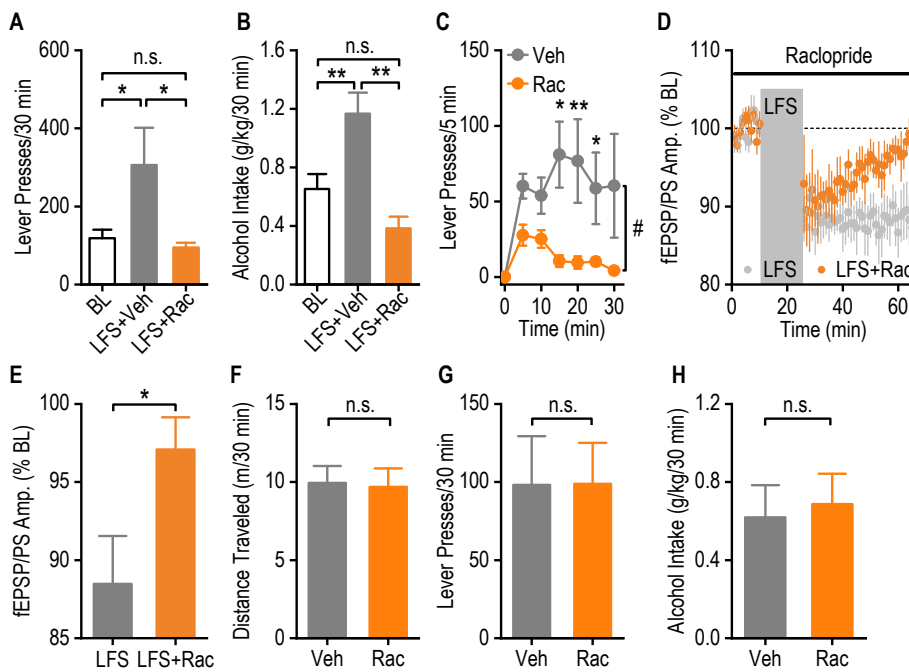 A
Lever Presses/30 min
600
400
200
0
n.s.
* *
BL
LFS+Veh
LFS+Rac
B
Alcohol Intake (g/kg/30 min)
1.6
1.2
0.8
0.4
0.0
n.s.
** **
BL
LFS+Veh
LFS+Rac
C
Lever Presses/5 min
150
100
50
0
Veh
Rac
* ** *
#
0 10 20 30
Time (min)
D
fEPSP/PS Amp. (% BL)
110
100
90
80
Raclopride
LFS
LFS LFS+Rac
0 20 40 60
Time (min)
E
fEPSP/PS Amp. (% BL)
100
95
90
85
*
LFS LFS+Rac
F
Distance Traveled (m/30 min)
15
10
5
0
n.s.
Veh Rac
G
Lever Presses/30 min
150
100
50
0
n.s.
Veh Rac
H
Alcohol Intake (g/kg/30 min)
1.2
0.8
0.4
0.0
n.s.
Veh Rac